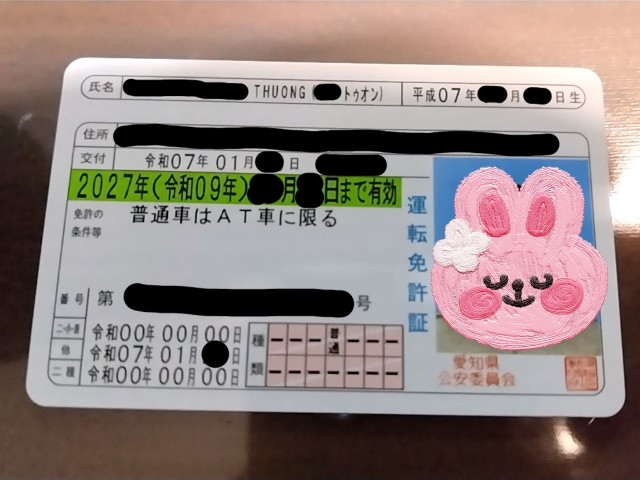 氏名 THUONG ( トゥオン) 平成07年 月 日生
住所
交付 令和07年01月 日
2027年(令和09年) 月 日まで有効
免許の条件等 普通車はAT車に限る
運転免許証
番号 第 号
二・小・原 令和00年00月00日
他 令和07年01月 日
二種 令和00年00月00日
種類 普通
愛知県
公安委員会